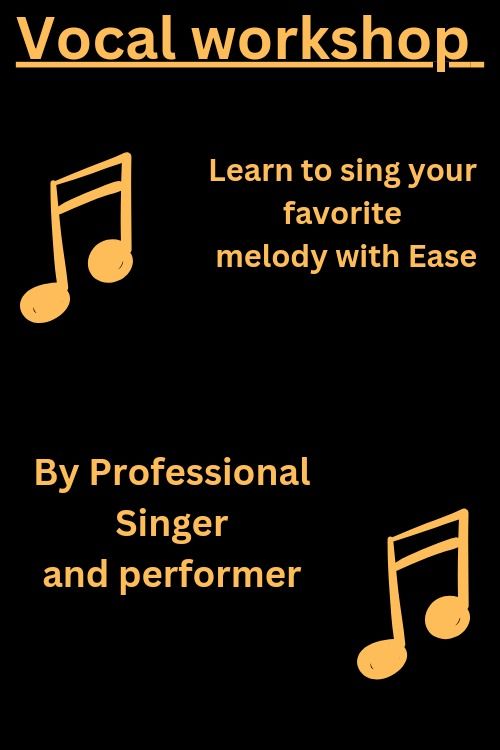 Vocal workshop
Learn to sing your
favorite
melody with Ease
By Professional
Singer
and performer